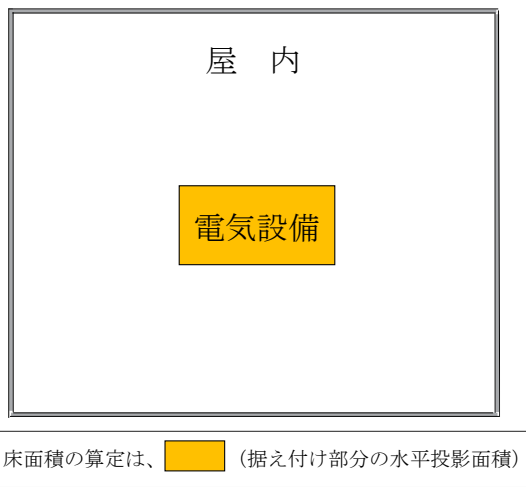 屋　内
電気設備
床面積の算定は、　　（据え付け部分の水平投影面積）